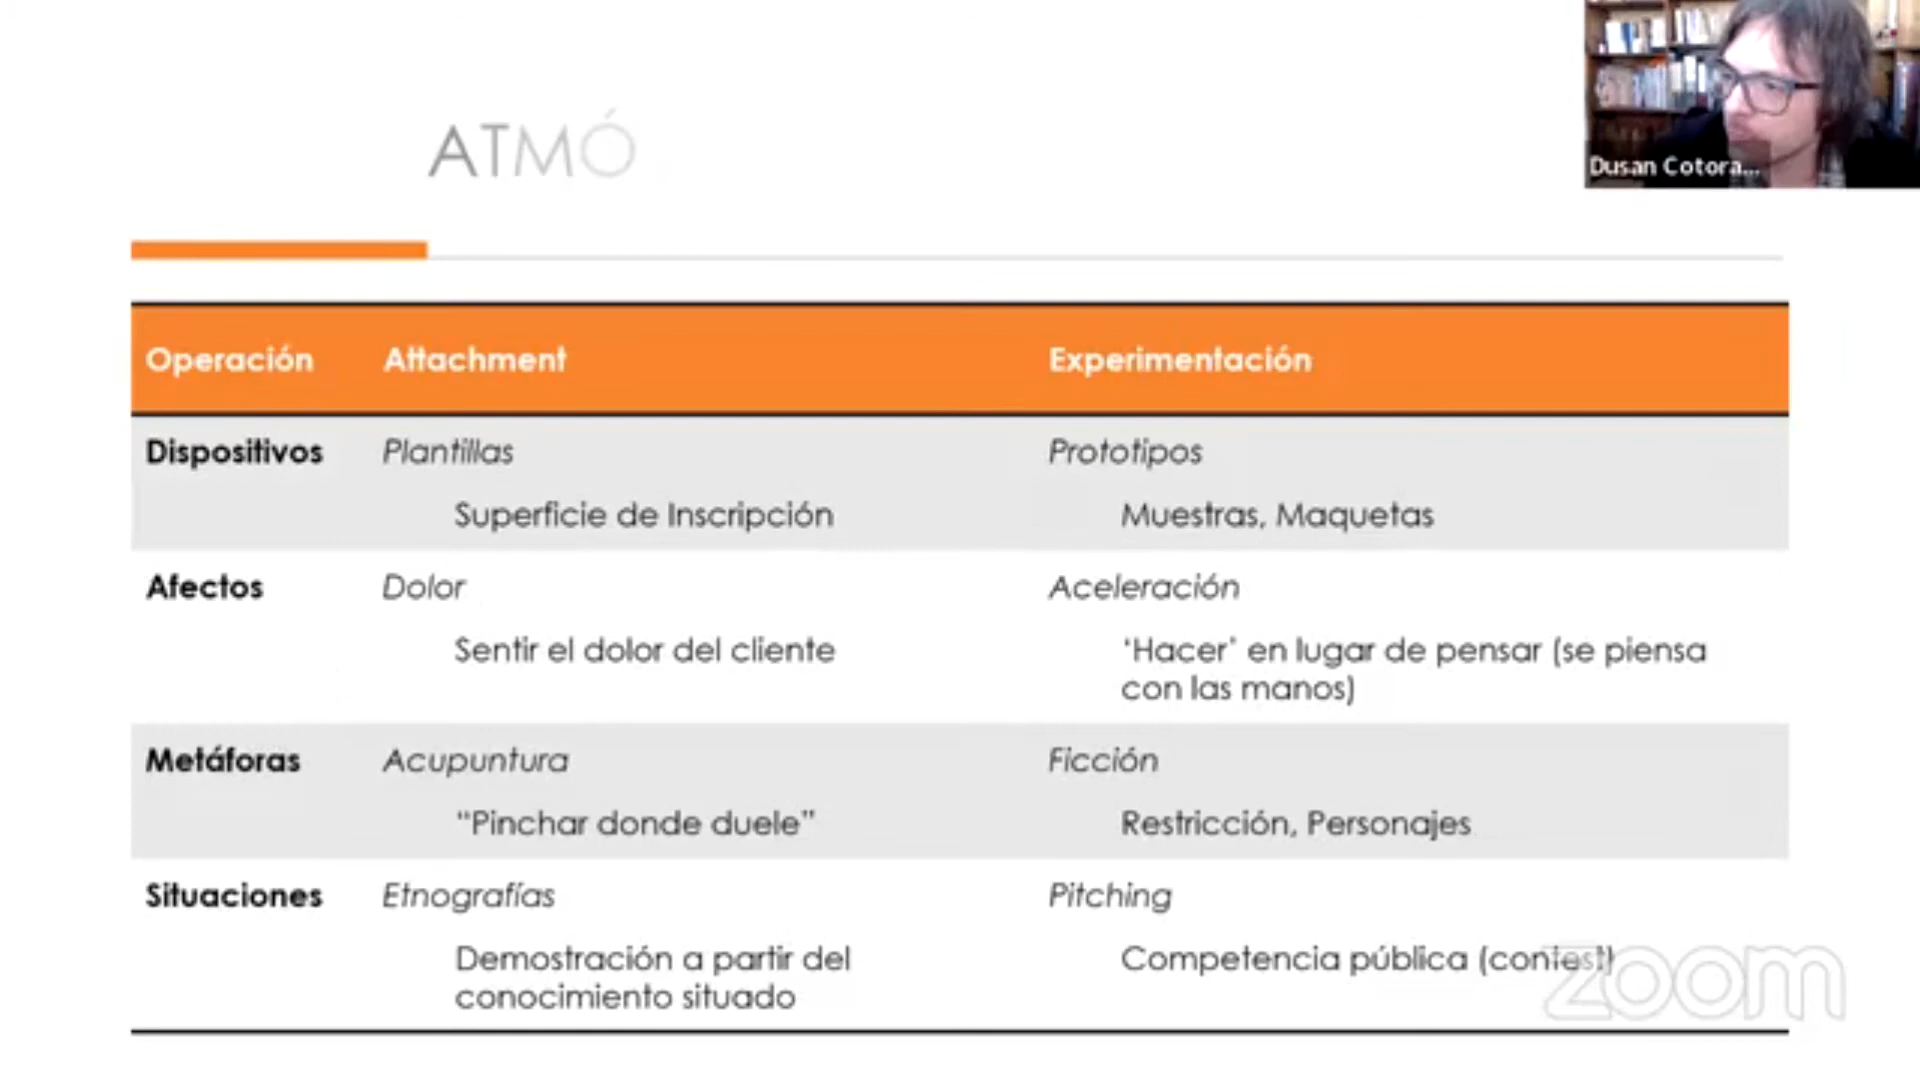 ATMÓ
Dusan Cotora...
Operación Attachment Experimentación
Dispositivos Plantillas Prototipos
Superficie de Inscripción Muestras, Maquetas
Afectos Dolor Aceleración
Sentir el dolor del cliente ‘Hacer’ en lugar de pensar (se piensa
con las manos)
Metáforas Acupuntura Ficción
“Pinchar donde duele” Restricción, Personajes
Situaciones Etnografías Pitching
Demostración a partir del Competencia pública (contest)
conocimiento situado
zoom